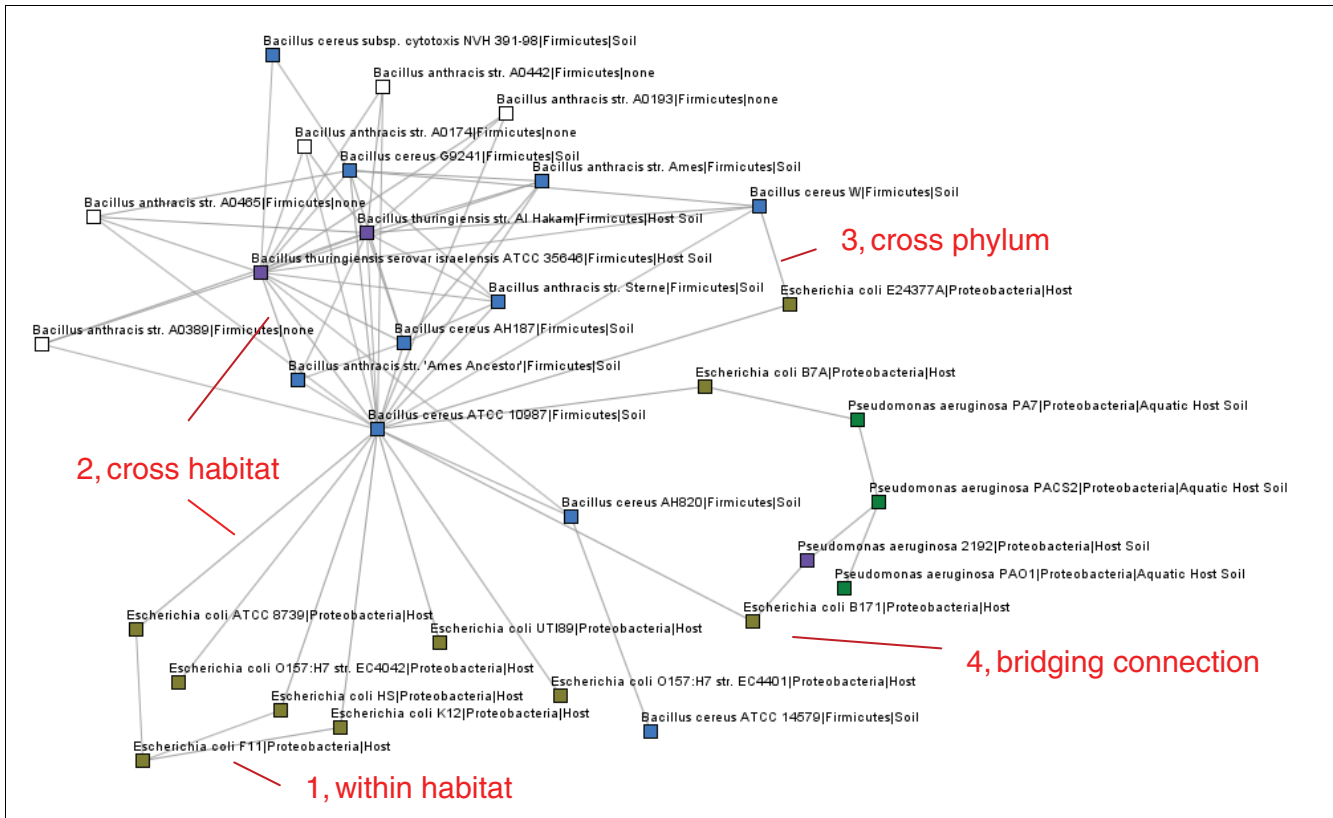 Bacillus cereus subsp. cytotoxis NVH 391-98|Firmicutes|Soil
Bacillus anthracis str. A0442|Firmicutes|none
Bacillus anthracis str. A0193|Firmicutes|none
Bacillus anthracis str. A0174|Firmicutes|none
Bacillus cereus G9241|Firmicutes|Soil
Bacillus anthracis str. Ames|Firmicutes|Soil
Bacillus cereus W|Firmicutes|Soil
Bacillus anthracis str. A0465|Firmicutes|none
Bacillus thuringiensis str. Al Hakam|Firmicutes|Host Soil
3, cross phylum
Bacillus thuringiensis serovar israelensis ATCC 35646|Firmicutes|Host Soil
Bacillus anthracis str. Sterne|Firmicutes|Soil
Escherichia coli E24377A|Proteobacteria|Host
Bacillus anthracis str. A0389|Firmicutes|none
Bacillus cereus AH187|Firmicutes|Soil
Bacillus anthracis str. 'Ames Ancestor'|Firmicutes|Soil
Escherichia coli B7A|Proteobacteria|Host
Pseudomonas aeruginosa PA7|Proteobacteria|Aquatic Host Soil
Bacillus cereus ATCC 10987|Firmicutes|Soil
2, cross habitat
Pseudomonas aeruginosa PACS2|Proteobacteria|Aquatic Host Soil
Bacillus cereus AH820|Firmicutes|Soil
Pseudomonas aeruginosa 2192|Proteobacteria|Host Soil
Pseudomonas aeruginosa PAO1|Proteobacteria|Aquatic Host Soil
Escherichia coli B171|Proteobacteria|Host
Escherichia coli ATCC 8739|Proteobacteria|Host
Escherichia coli UTI89|Proteobacteria|Host
4, bridging connection
Escherichia coli O157:H7 str. EC4042|Proteobacteria|Host
Escherichia coli O157:H7 str. EC4401|Proteobacteria|Host
Escherichia coli HS|Proteobacteria|Host
Escherichia coli K12|Proteobacteria|Host
Bacillus cereus ATCC 14579|Firmicutes|Soil
Escherichia coli F11|Proteobacteria|Host
1, within habitat